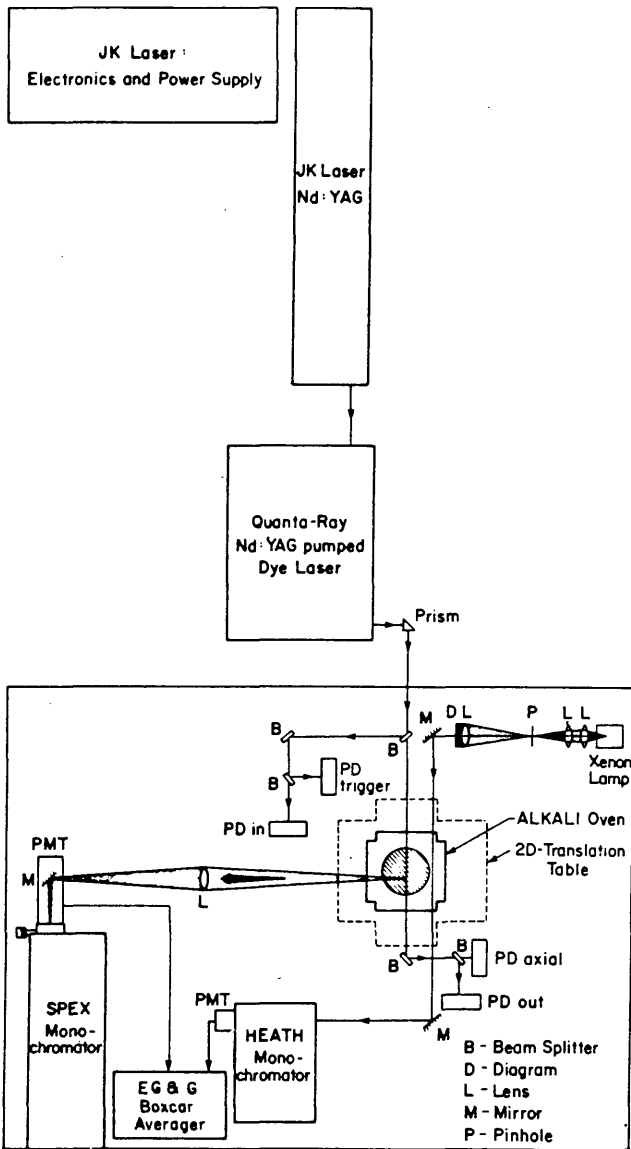 JK Laser :
Electronics and Power Supply
JK Laser
Nd:YAG
Quanta-Ray
Nd:YAG pumped
Dye Laser
Prism
M
D L
P
L L
Xenon
Lamp
B
B
B
PD
trigger
PD in
ALKALI Oven
2D-Translation
Table
PMT
M
L
B
B
PD axial
PD out
M
SPEX
Mono-
chromator
PMT
HEATH
Mono-
chromator
EG & G
Boxcar
Averager
B - Beam Splitter
D - Diagram
L - Lens
M - Mirror
P - Pinhole